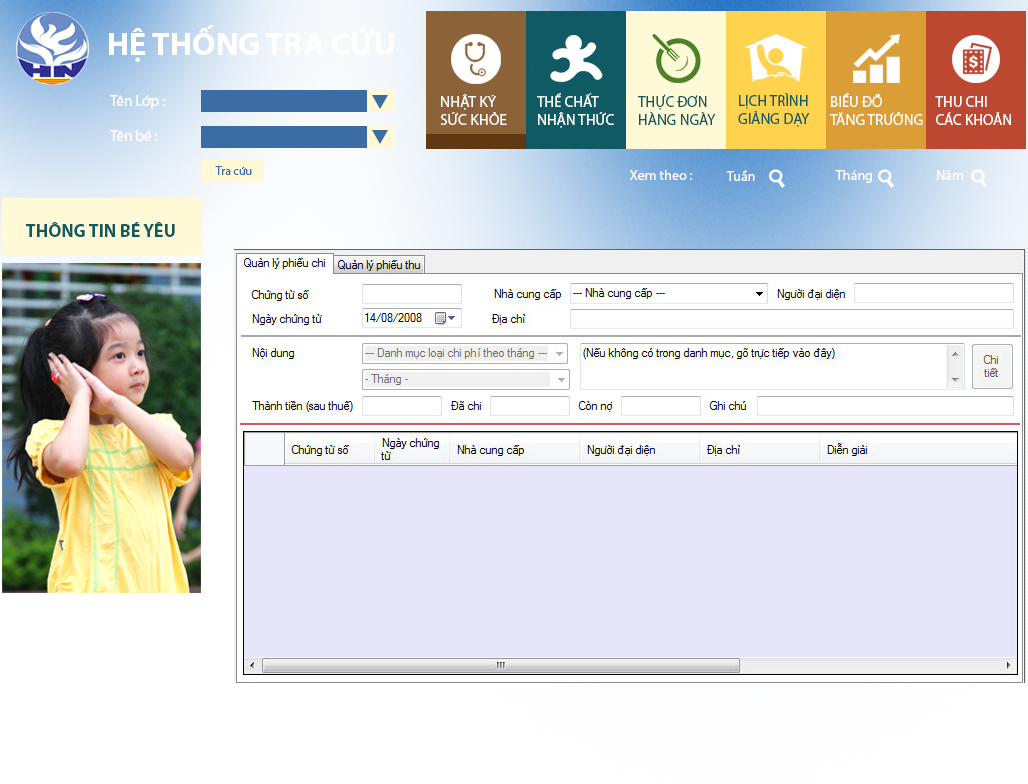 HN
HỆ THỐNG TRA CỨU
Tên Lớp :
Tên bé :
Tra cứu
NHẬT KÝ
SỨC KHỎE
THỂ CHẤT
NHẬN THỨC
THỰC ĐƠN
HÀNG NGÀY
LỊCH TRÌNH
GIẢNG DẠY
BIỂU ĐỒ
TĂNG TRƯỞNG
$
THU CHI
CÁC KHOẢN
Xem theo :
Tuần
Tháng
Năm
THÔNG TIN BÉ YÊU
Quản lý phiếu chi
Quản lý phiếu thu
Chứng từ số
Nhà cung cấp
--- Nhà cung cấp ---
Người đại diện
Ngày chứng từ
14/08/2008
Địa chỉ
Nội dung
--- Danh mục loại chi phí theo tháng ---
(Nếu không có trong danh mục, gõ trực tiếp vào đây)
Chi
tiết
- Tháng -
Thành tiền (sau thuế)
Đã chi
Còn nợ
Ghi chú
Chứng từ số
Ngày chứng
từ
Nhà cung cấp
Người đại diện
Địa chỉ
Diễn giải